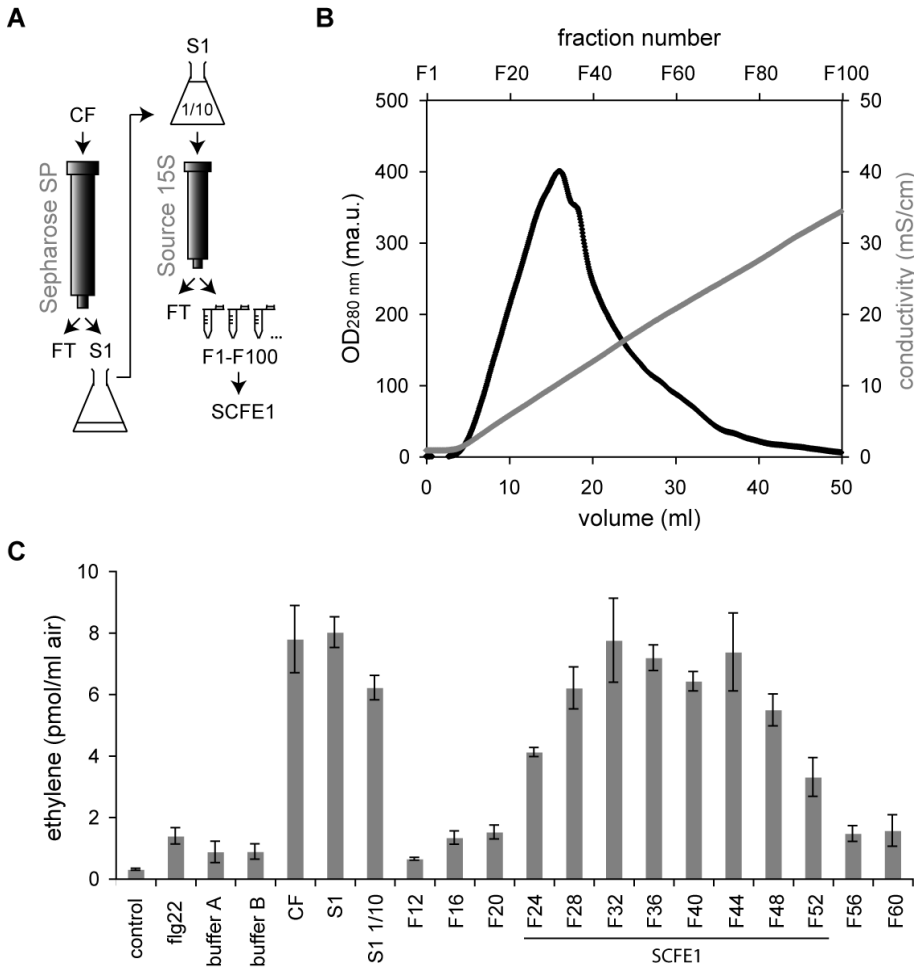 A
CF
Sepharose SP
FT S1
S1
1/10
Source 15S
FT
...
F1-F100
SCFE1
B
fraction number
F1 F20 F40 F60 F80 F100
500 50
400 40
300 30
200 20
100 10
0 0
OD280 nm (ma.u.)
conductivity (mS/cm)
0 10 20 30 40 50
volume (ml)
C
10
8
6
4
2
0
ethylene (pmol/ml air)
control flg22 buffer A buffer B CF S1 S1 1/10 F12 F16 F20 F24 F28 F32 F36 F40 F44 F48 F52 F56 F60
SCFE1